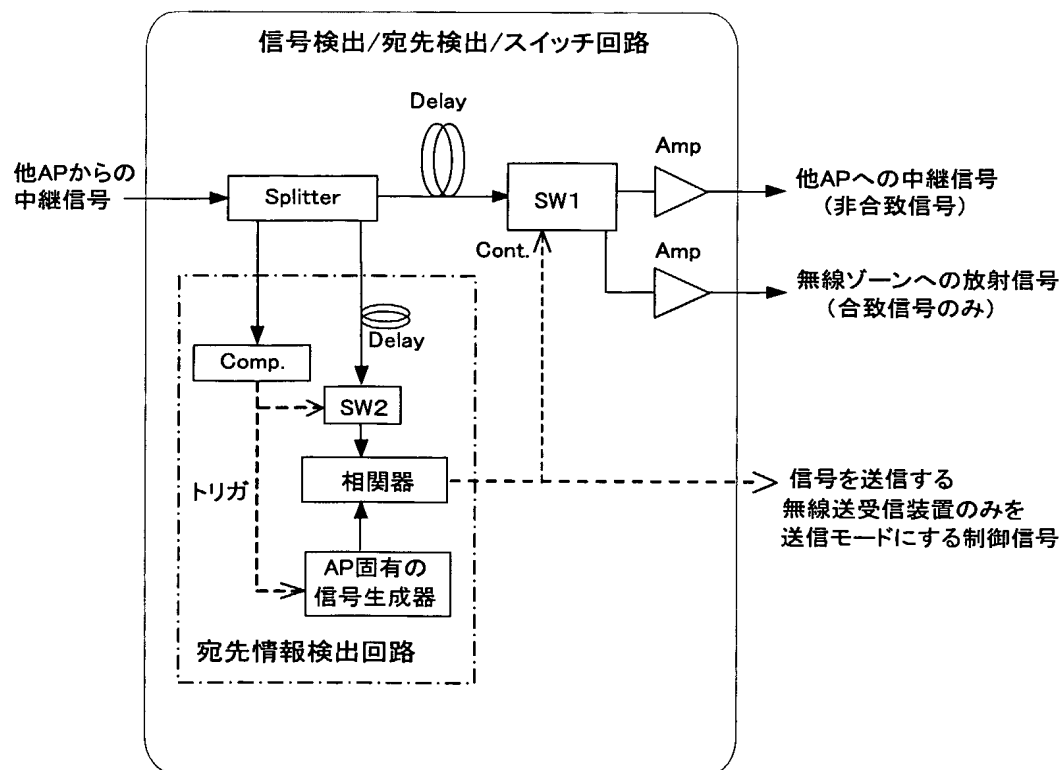 信号検出/宛先検出/スイッチ回路
Delay
Amp
他APからの
中継信号
Splitter
SW1
他APへの中継信号
(非合致信号)
Cont.
Amp
無線ゾーンへの放射信号
(合致信号のみ)
Delay
Comp.
SW2
トリガ
相関器
信号を送信する
無線送受信装置のみを
送信モードにする制御信号
AP固有の
信号生成器
宛先情報検出回路